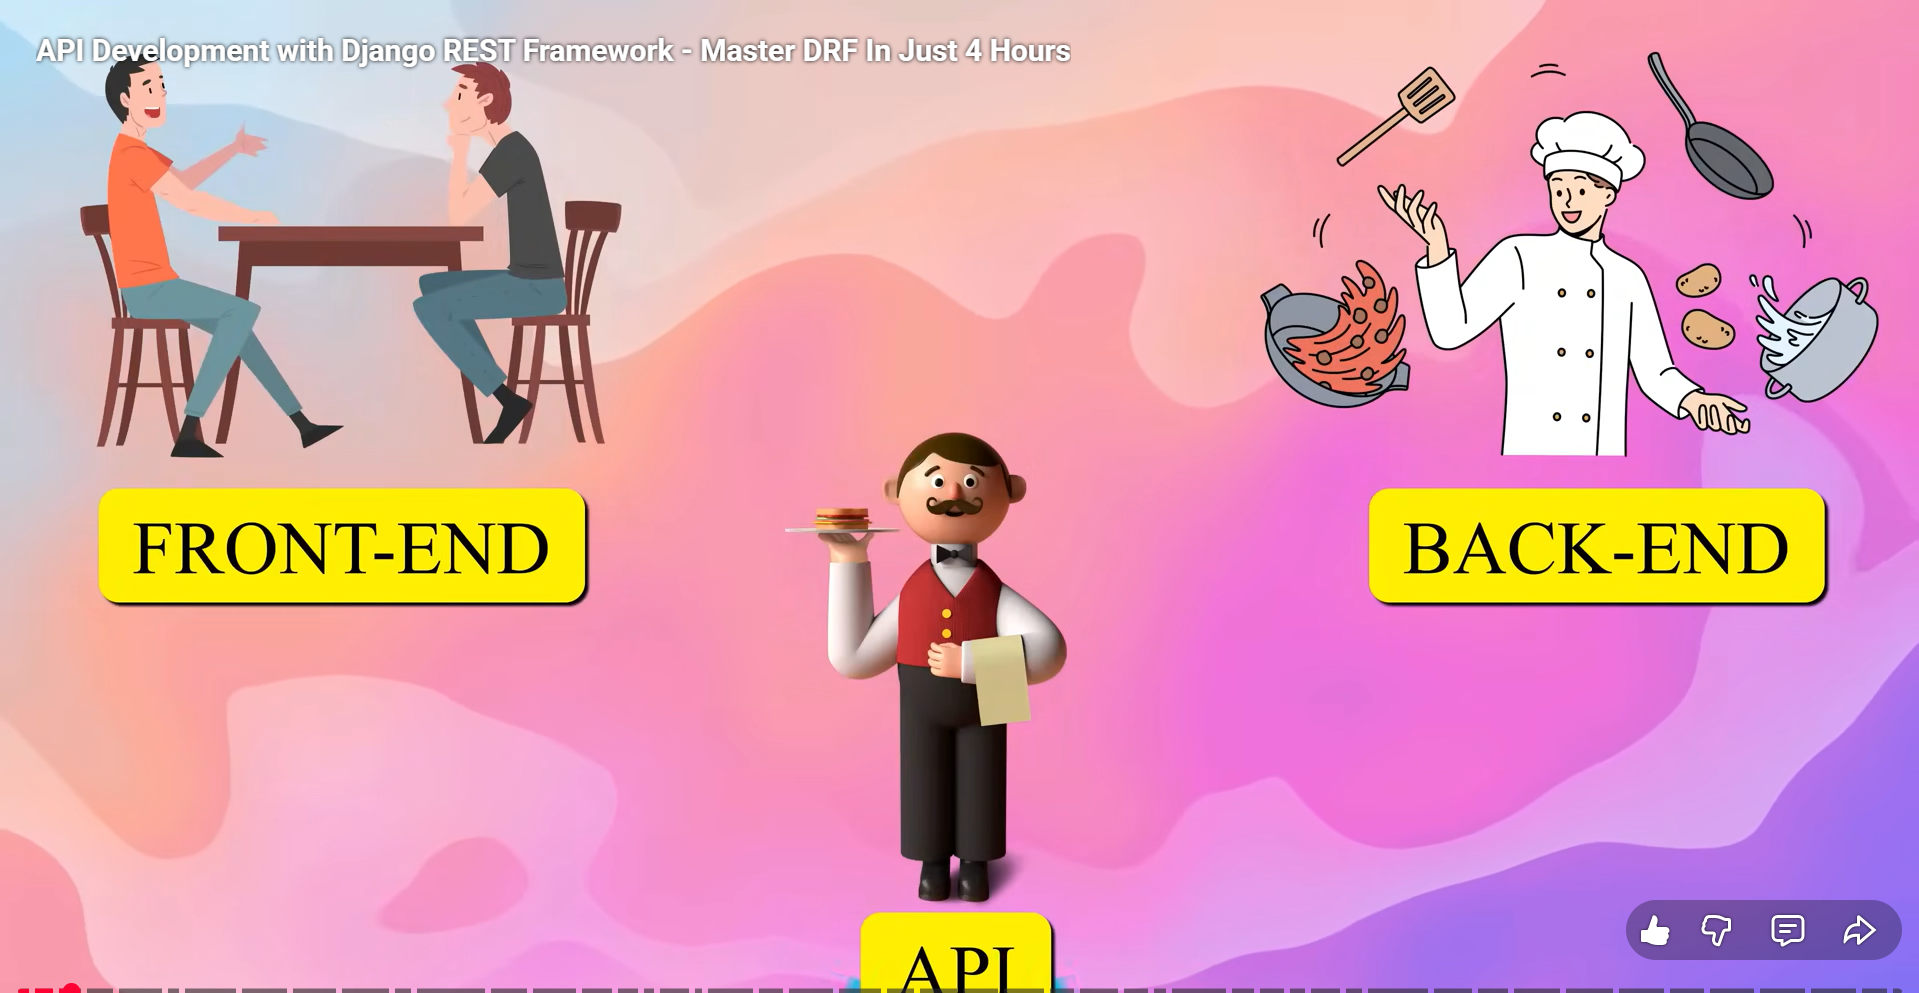 API Development with Django REST Framework - Master DRF In Just 4 Hours
FRONT-END
BACK-END
API